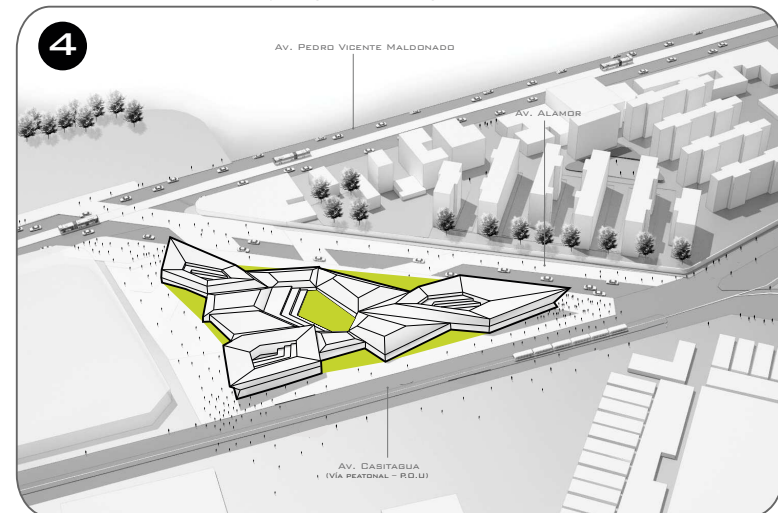 4
Av. Pedro Vicente Maldonado
Av. Alamor
Av. Casitagua
(Vía peatonal – P.O.U)